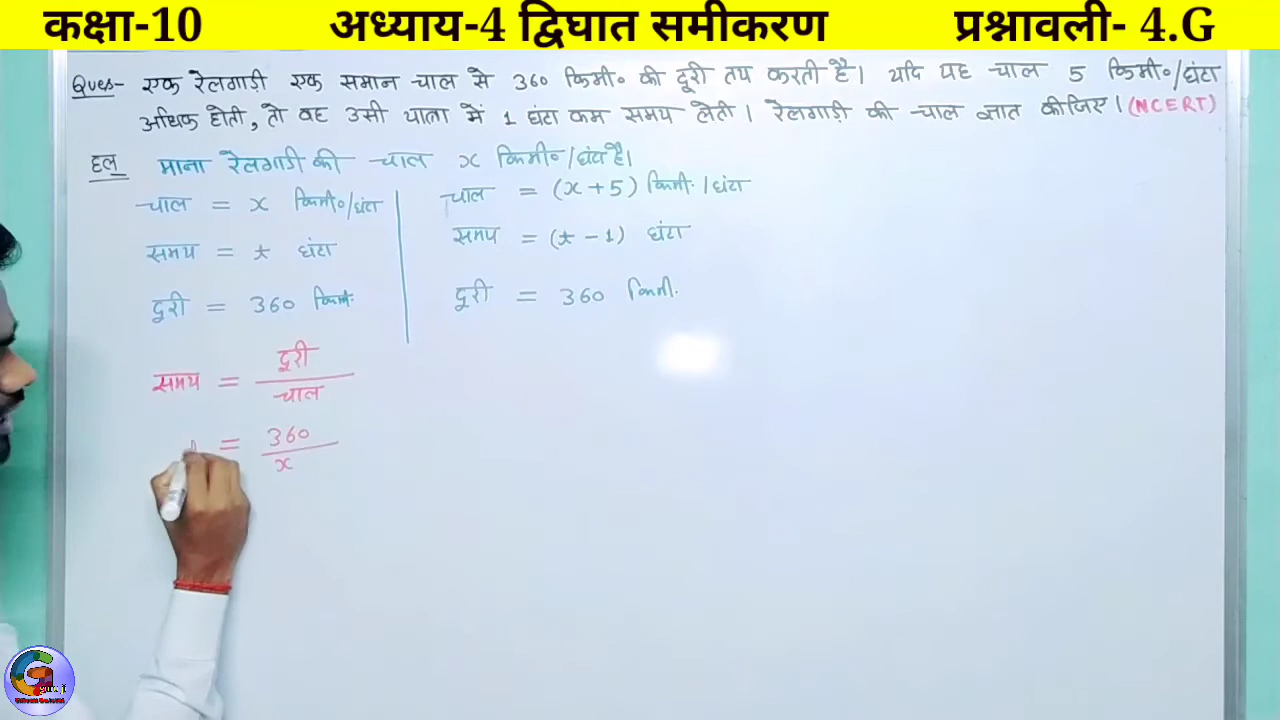 कक्षा-10 अध्याय-4 द्विघात समीकरण प्रश्नावली- 4.G
Ques- एक रेलगाड़ी एक समान चाल से 360 किमी० की दूरी तय करती है। यदि यह चाल 5 किमी०/घंटा
अधिक होती, तो वह उसी यात्रा में 1 घंटा कम समय लेती। रेलगाड़ी की चाल ज्ञात कीजिए। (NCERT)
हल माना रेलगाडी की चाल x किमी०/घंटा है।
चाल = x किमी०/घंटा
समय = t घंटा
दूरी = 360 किमी.
चाल = (x+5) किमी./घंटा
समय = (t-1) घंटा
दूरी = 360 किमी.
समय = दूरी / चाल
= 360 / x